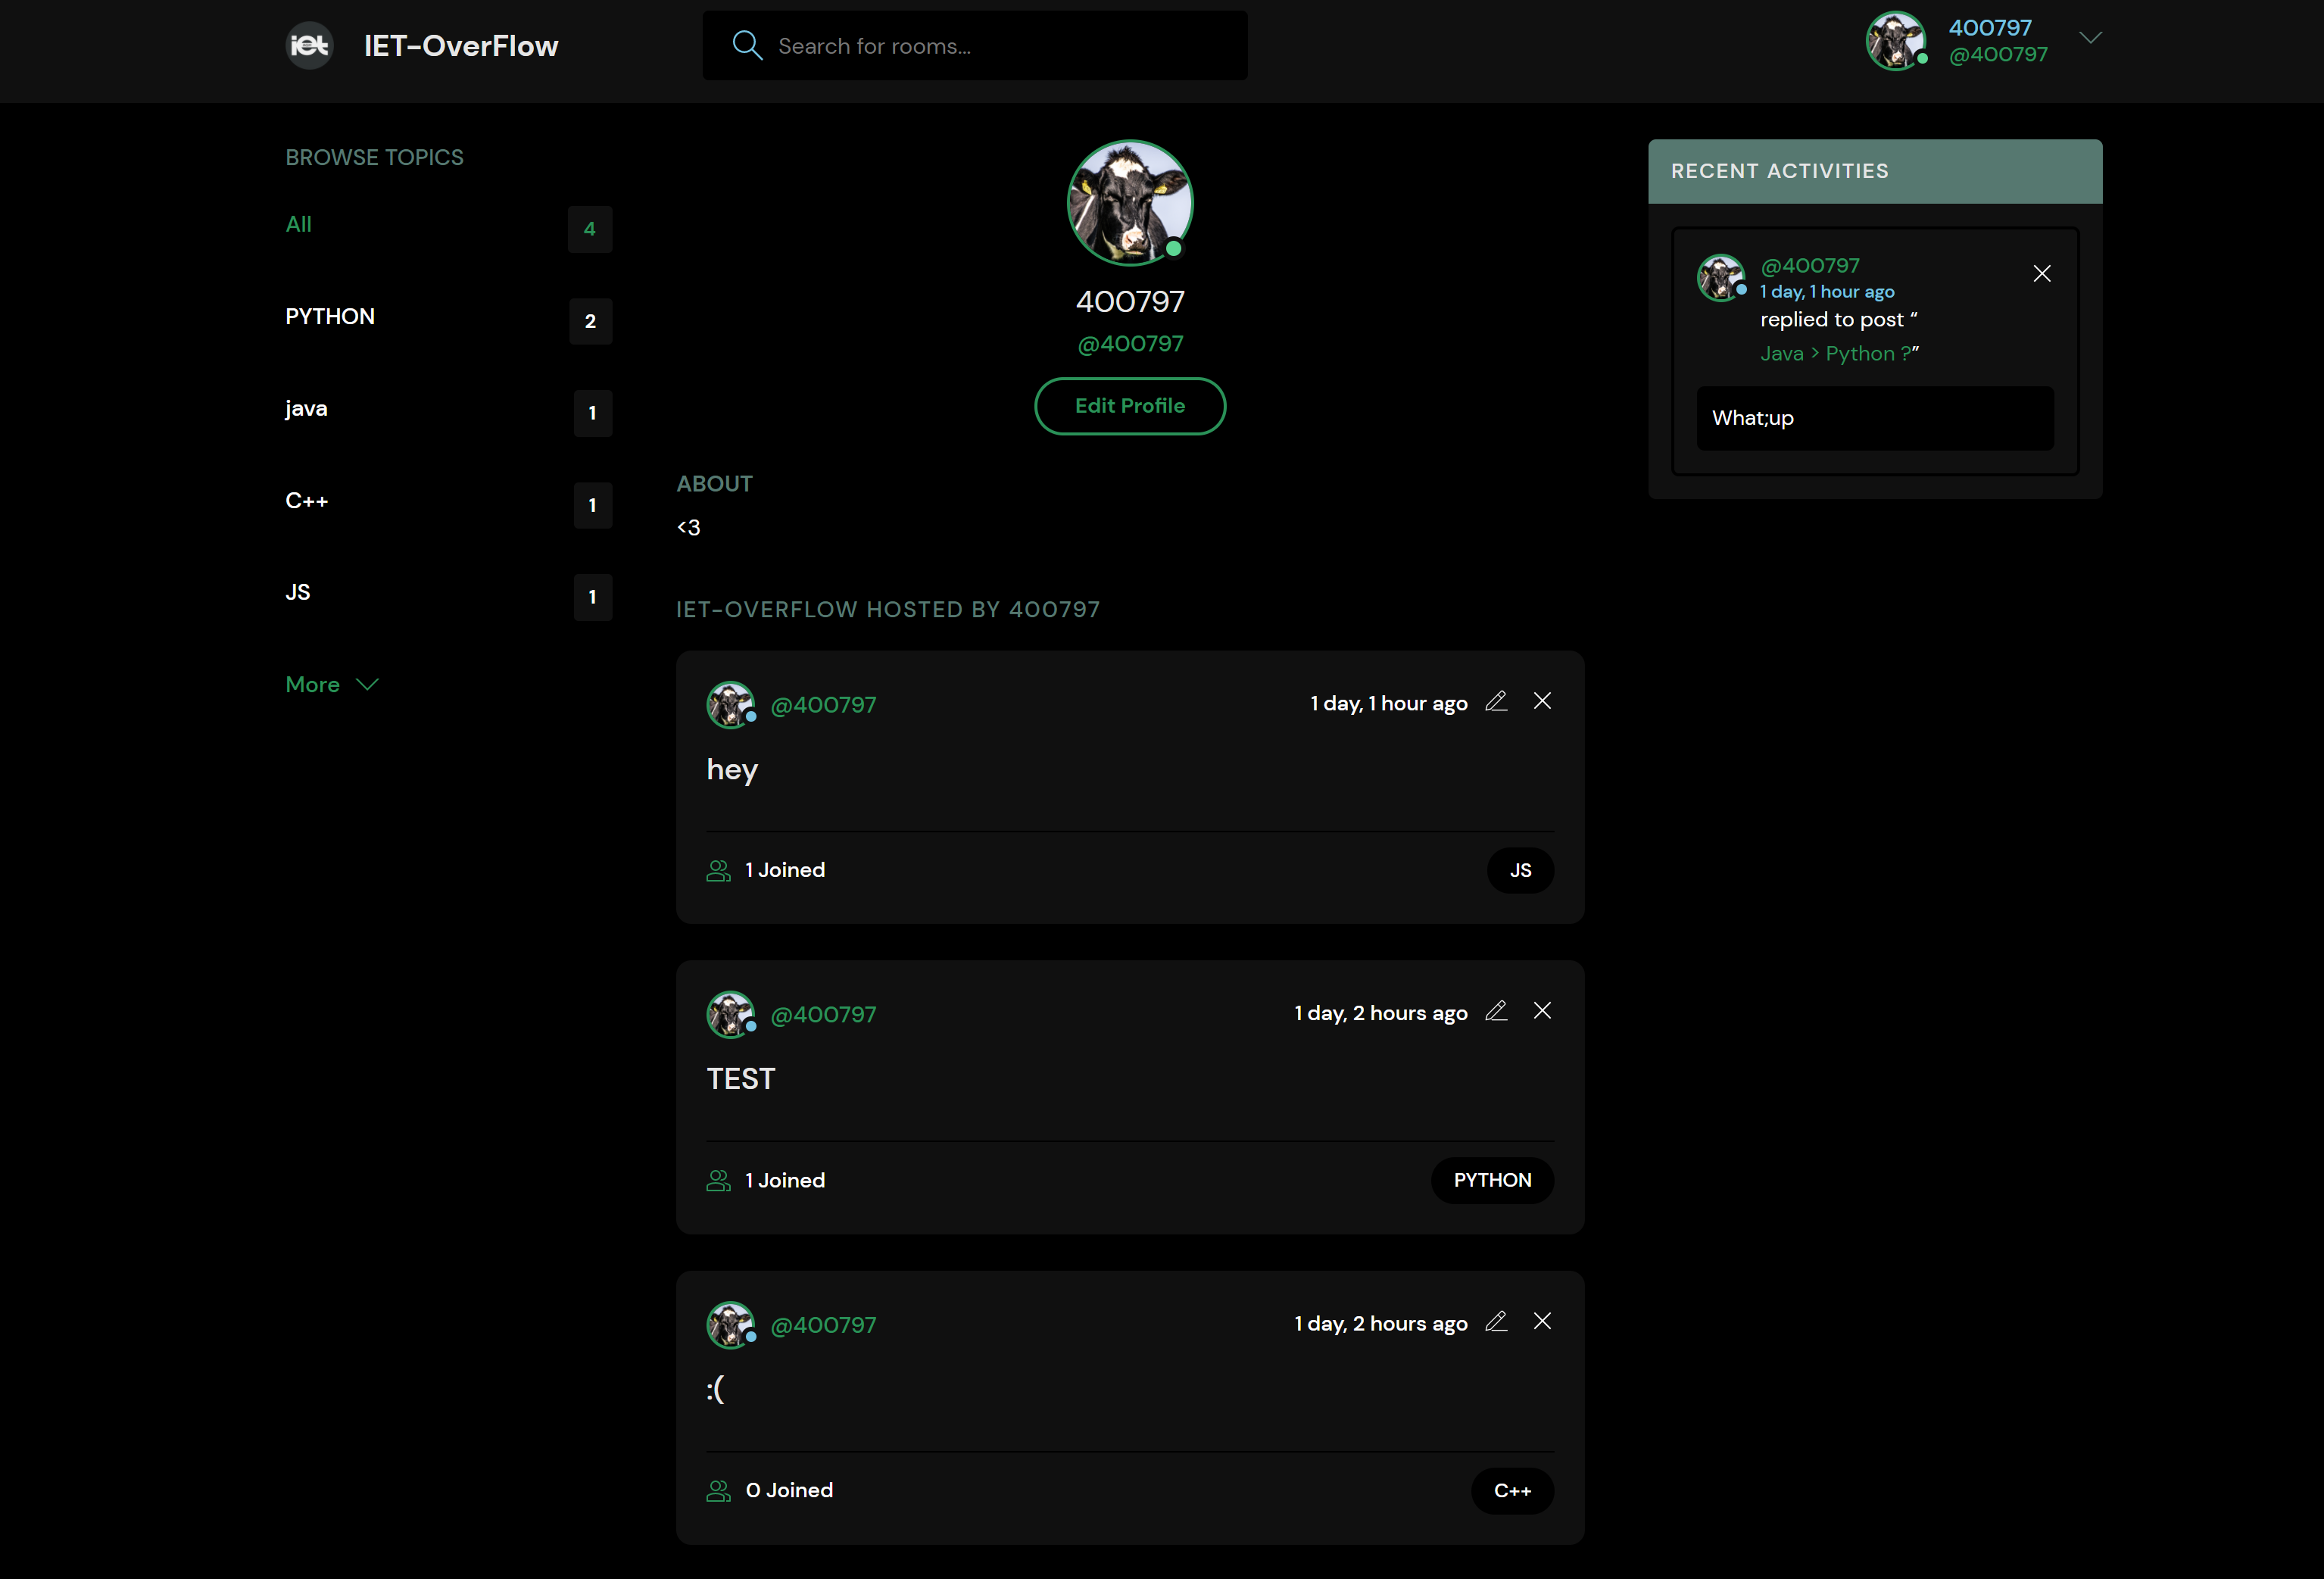 iet
IET-OverFlow
Search for rooms...
400797
@400797
BROWSE TOPICS
All
4
PYTHON
2
java
1
C++
1
JS
1
More
400797
@400797
Edit Profile
ABOUT
<3
IET-OVERFLOW HOSTED BY 400797
@400797
1 day, 1 hour ago
hey
1 Joined
JS
@400797
1 day, 2 hours ago
TEST
1 Joined
PYTHON
@400797
1 day, 2 hours ago
:(
0 Joined
C++
RECENT ACTIVITIES
@400797
1 day, 1 hour ago
replied to post “
Java > Python ?”
What;up